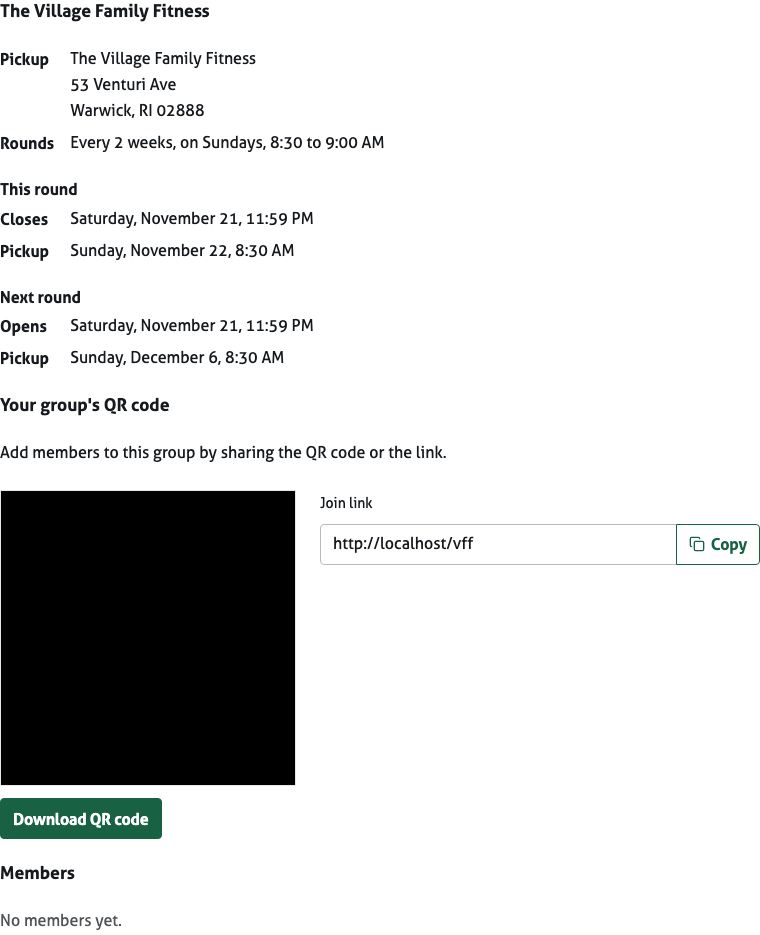 The Village Family Fitness
Pickup The Village Family Fitness
53 Venturi Ave
Warwick, RI 02888
Rounds Every 2 weeks, on Sundays, 8:30 to 9:00 AM
This round
Closes Saturday, November 21, 11:59 PM
Pickup Sunday, November 22, 8:30 AM
Next round
Opens Saturday, November 21, 11:59 PM
Pickup Sunday, December 6, 8:30 AM
Your group's QR code
Add members to this group by sharing the QR code or the link.
Join link
http://localhost/vff Copy
Download QR code
Members
No members yet.